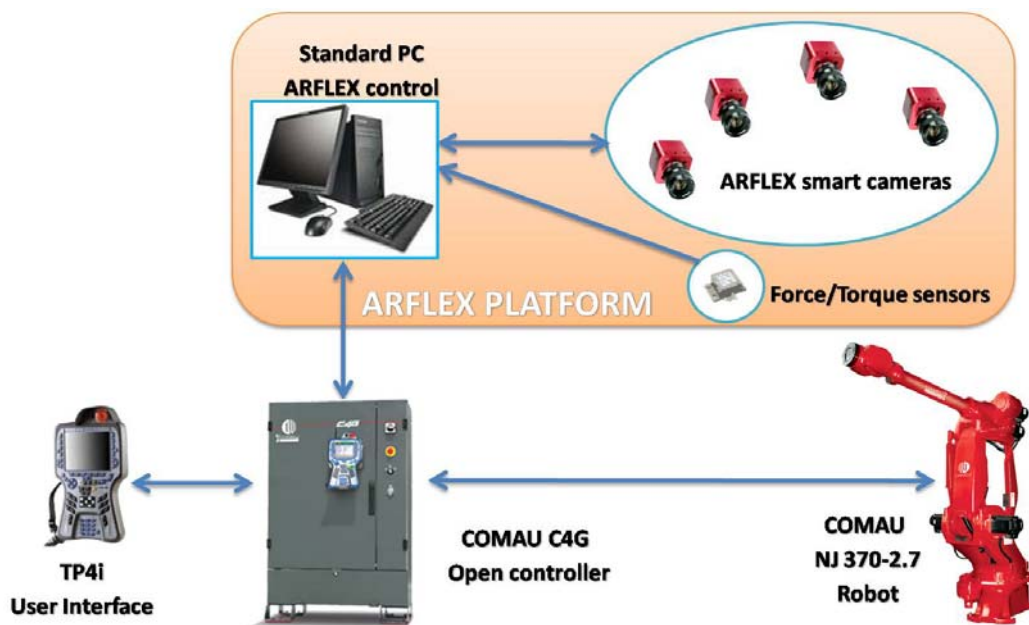 Standard PC
ARFLEX control
ARFLEX smart cameras
Force/Torque sensors
ARFLEX PLATFORM
C4G
TP4i
User Interface
COMAU C4G
Open controller
COMAU
NJ 370-2.7
Robot